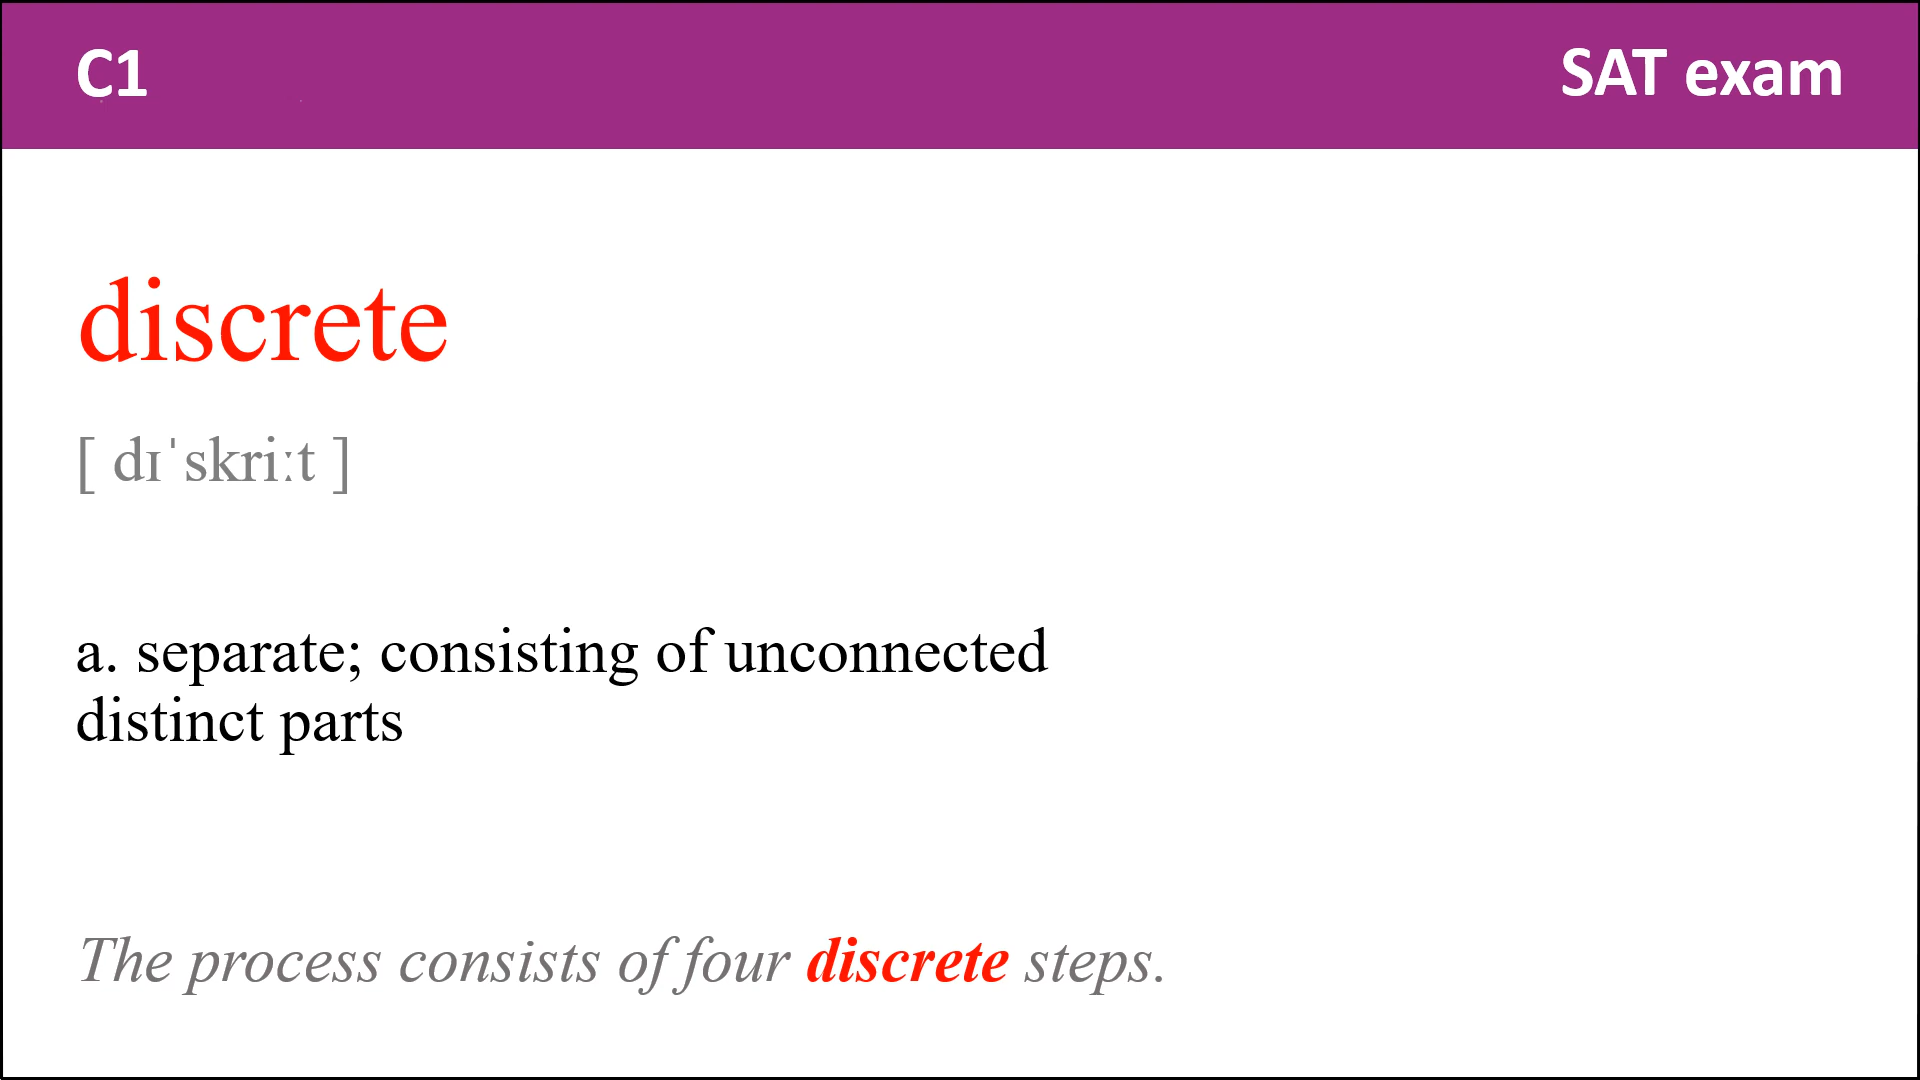 C1 SAT exam
discrete
[ dɪˈskriːt ]
a. separate; consisting of unconnected
distinct parts
The process consists of four discrete steps.